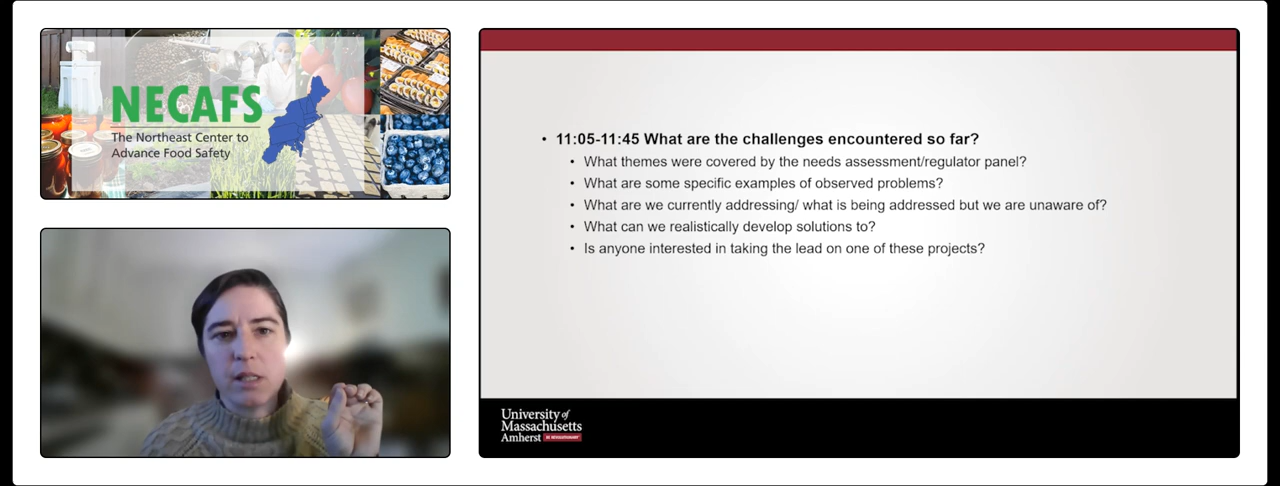 NECAFS
The Northeast Center to
Advance Food Safety
• 11:05-11:45 What are the challenges encountered so far?
• What themes were covered by the needs assessment/regulator panel?
• What are some specific examples of observed problems?
• What are we currently addressing/ what is being addressed but we are unaware of?
• What can we realistically develop solutions to?
• Is anyone interested in taking the lead on one of these projects?
University of
Massachusetts
Amherst BE REVOLUTIONARY